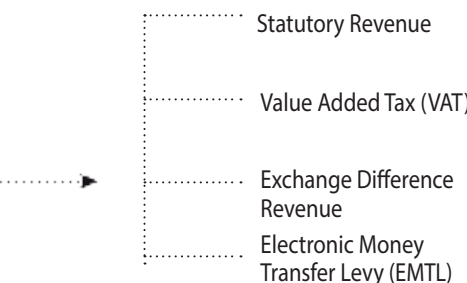 Statutory Revenue
Value Added Tax (VAT)
Exchange Difference
Revenue
Electronic Money
Transfer Levy (EMTL)